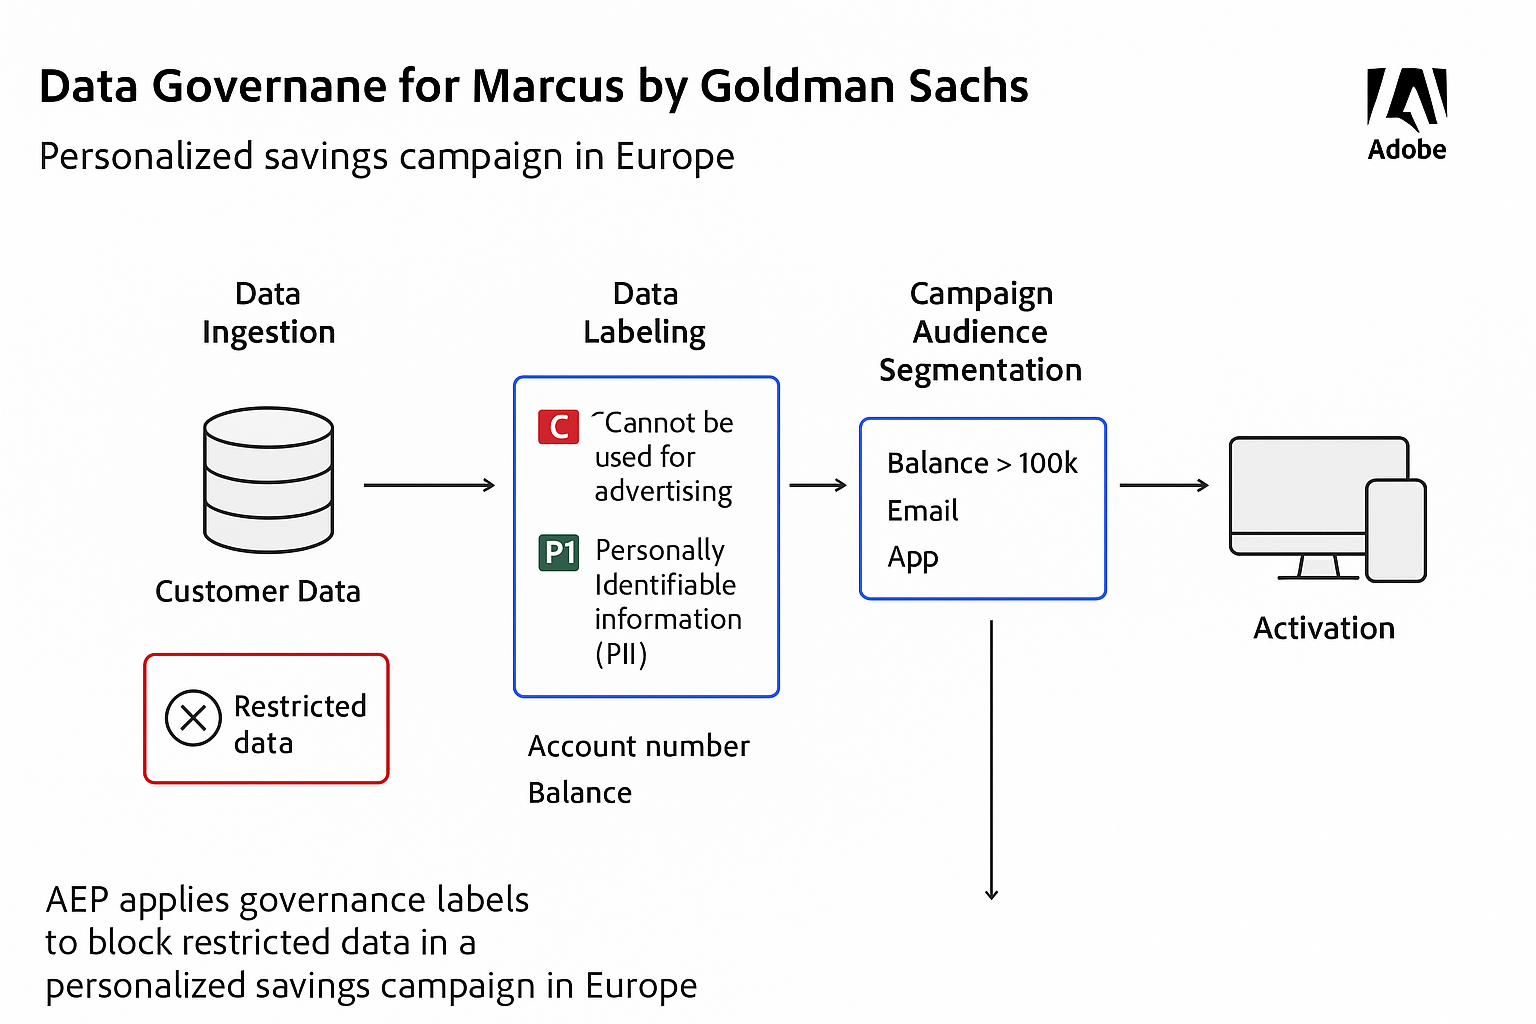 Data Governane for Marcus by Goldman Sachs
Personalized savings campaign in Europe
Adobe
Data
Ingestion
Customer Data
Restricted
data
Data
Labeling
C
˜Cannot be
used for
advertising
P1
Personally
Identifiable
information
(PII)
Account number
Balance
Campaign
Audience
Segmentation
Balance > 100k
Email
App
Activation
AEP applies governance labels
to block restricted data in a
personalized savings campaign in Europe